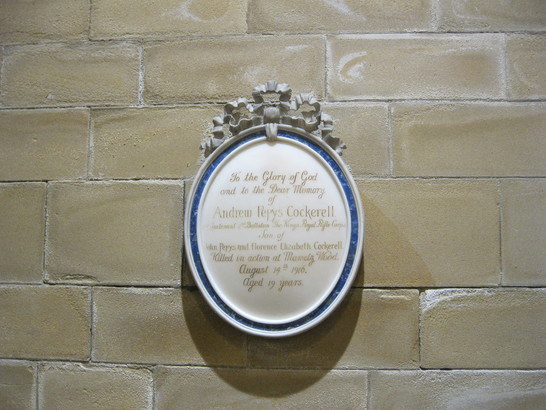 To the Glory of God
and to the Dear Memory
of
Andrew Pepys Cockerell
Lieutenant 2nd Battalion The Kings Royal Rifle Corps
Son of
John Pepys and Florence Elizabeth Cockerell
Killed in action at
August 19th 1916,
Aged 19 years.